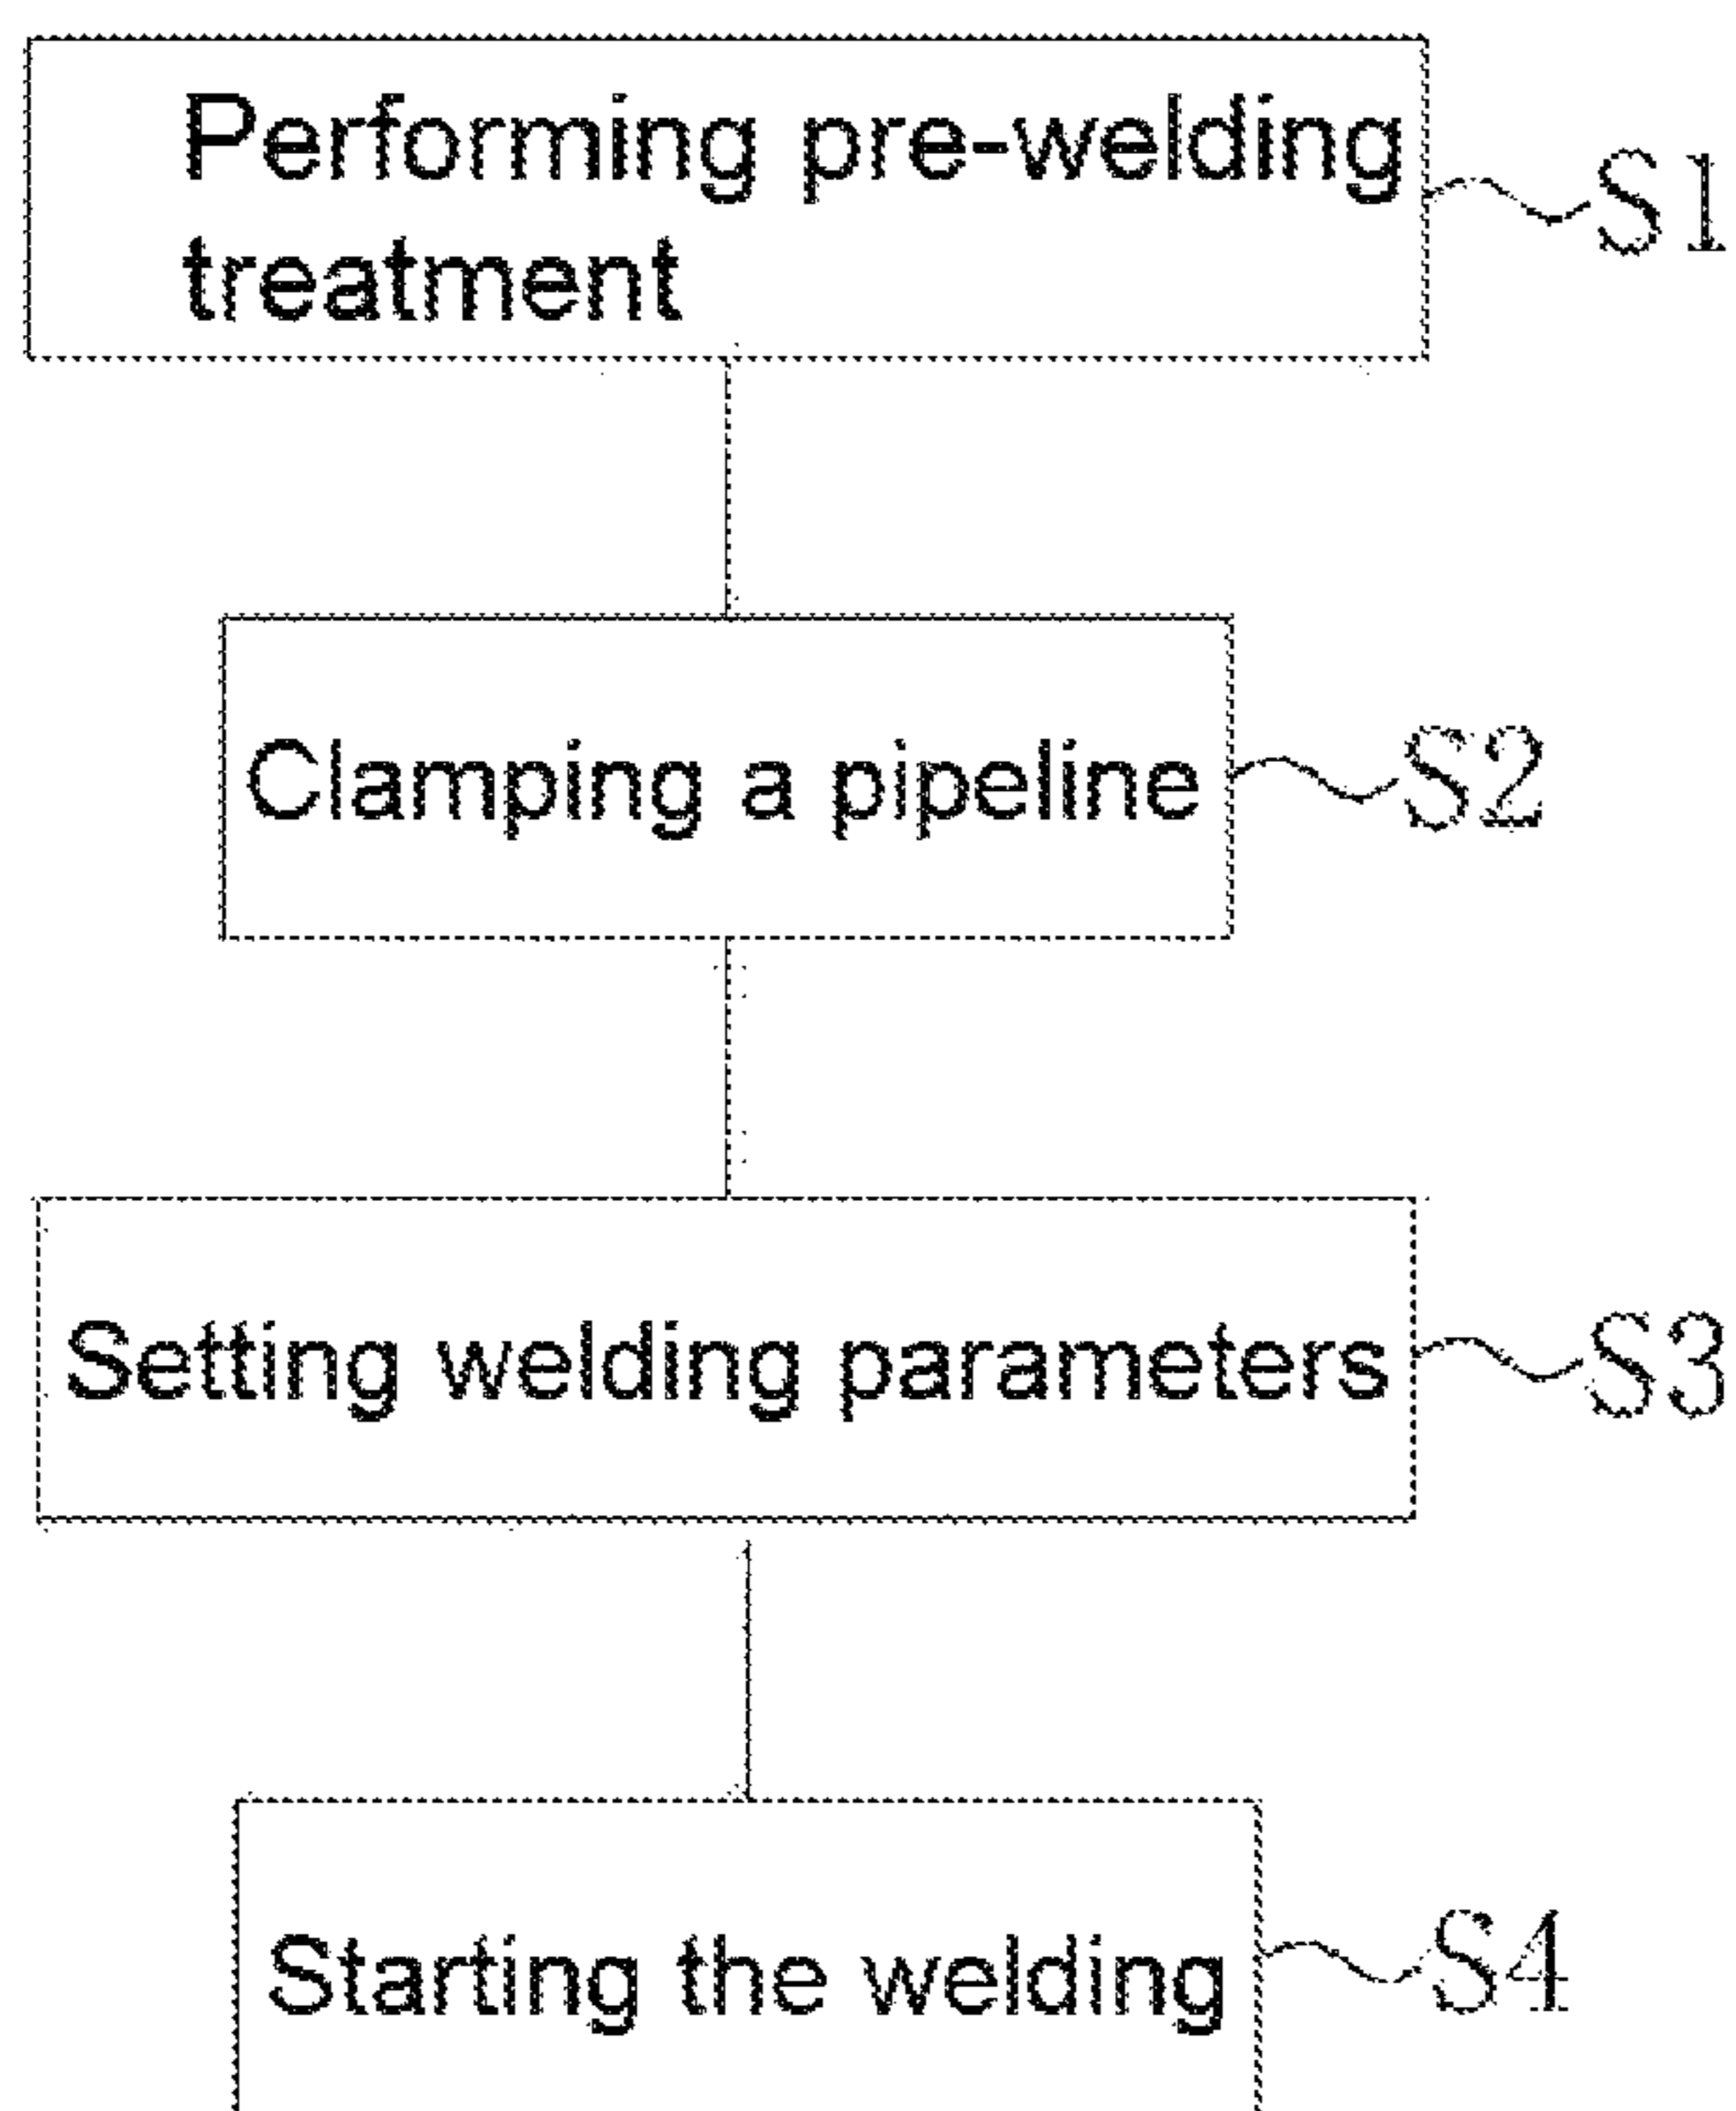 Performing pre-welding
treatment
S1
Clamping a pipeline
S2
Setting welding parameters
S3
Starting the welding
S4